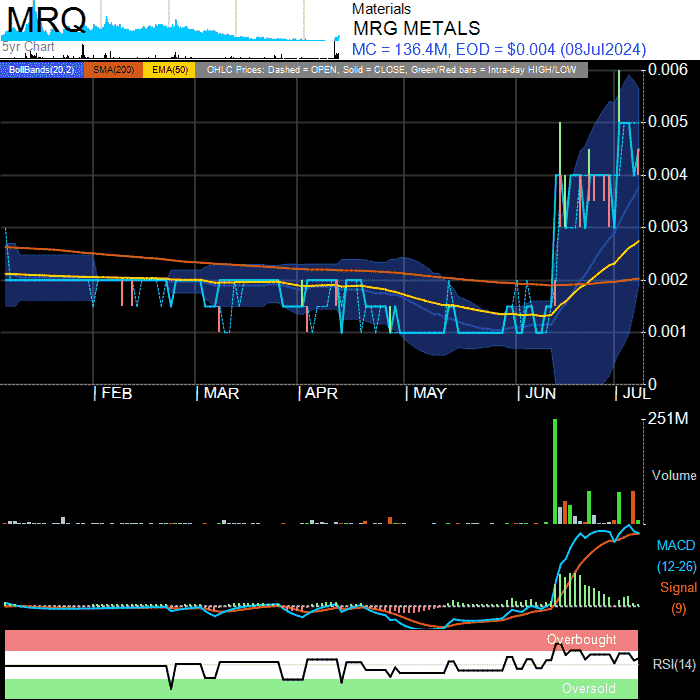 MRQ
5yr Chart
Materials
MRG METALS
MC = 136.4M, EOD = $0.004 (08Jul2024)
BollBands(20,2) SMA(200) EMA(50) OHLC Prices: Dashed = OPEN, Solid = CLOSE, Green/Red bars = Intra-day HIGH/LOW
0.006
0.005
0.004
0.003
0.002
0.001
0
| FEB | MAR | APR | MAY | JUN | JUL
251M
Volume
MACD
(12-26)
Signal
(9)
Overbought
RSI(14)
Oversold